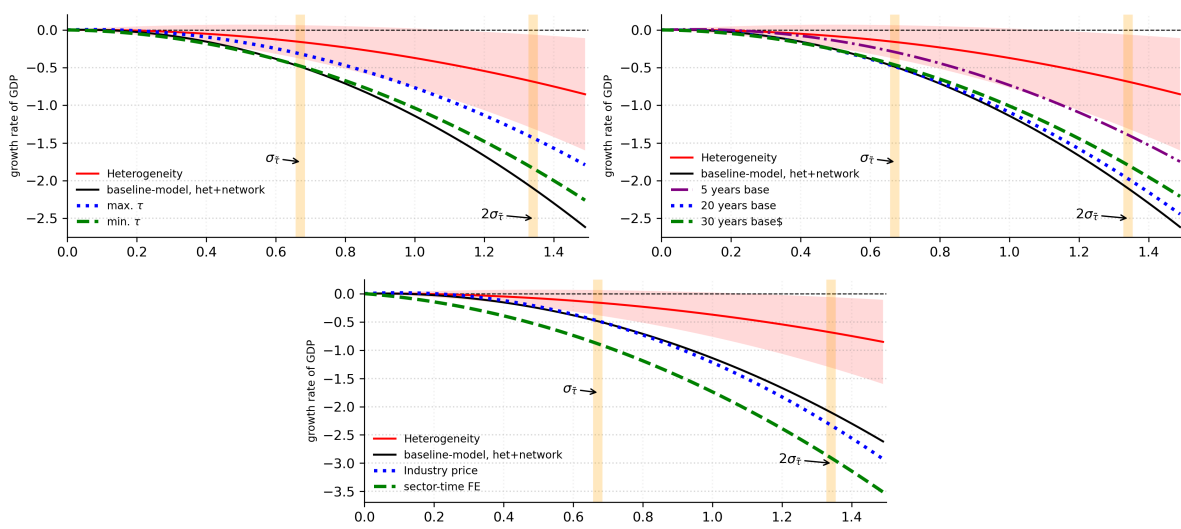 growth rate of GDP
0.0
−0.5
−1.0
−1.5
−2.0
−2.5
σ_τ̄
2σ_τ̄
Heterogeneity
baseline-model, het+network
max. τ
min. τ
0.0 0.2 0.4 0.6 0.8 1.0 1.2 1.4
growth rate of GDP
0.0
−0.5
−1.0
−1.5
−2.0
−2.5
σ_τ̄
2σ_τ̄
Heterogeneity
baseline-model, het+network
5 years base
20 years base
30 years base$
0.0 0.2 0.4 0.6 0.8 1.0 1.2 1.4
growth rate of GDP
0.0
−0.5
−1.0
−1.5
−2.0
−2.5
−3.0
−3.5
σ_τ̄
2σ_τ̄
Heterogeneity
baseline-model, het+network
Industry price
sector-time FE
0.0 0.2 0.4 0.6 0.8 1.0 1.2 1.4